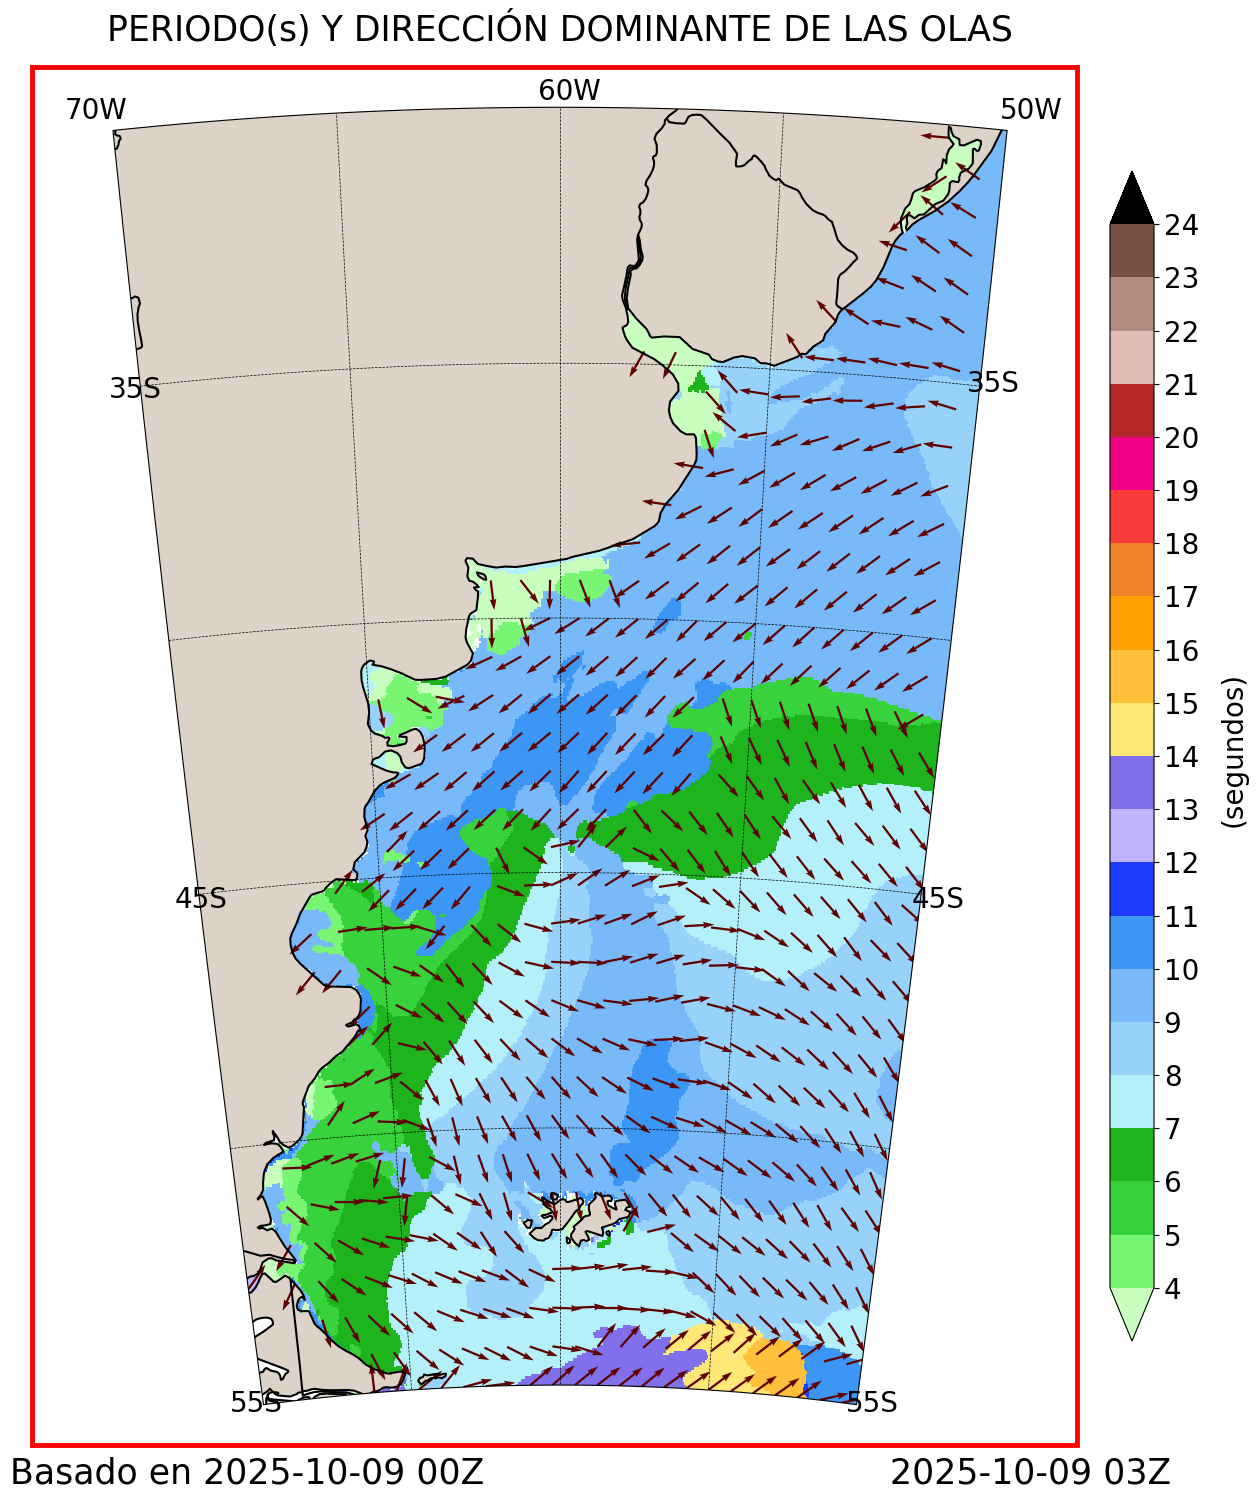 PERIODO(s) Y DIRECCIÓN DOMINANTE DE LAS OLAS
70W
60W
50W
35S
35S
45S
45S
55S
55S
24
23
22
21
20
19
18
17
16
15
14
13
12
11
10
9
8
7
6
5
4
(segundos)
Basado en 2025-10-09 00Z
2025-10-09 03Z